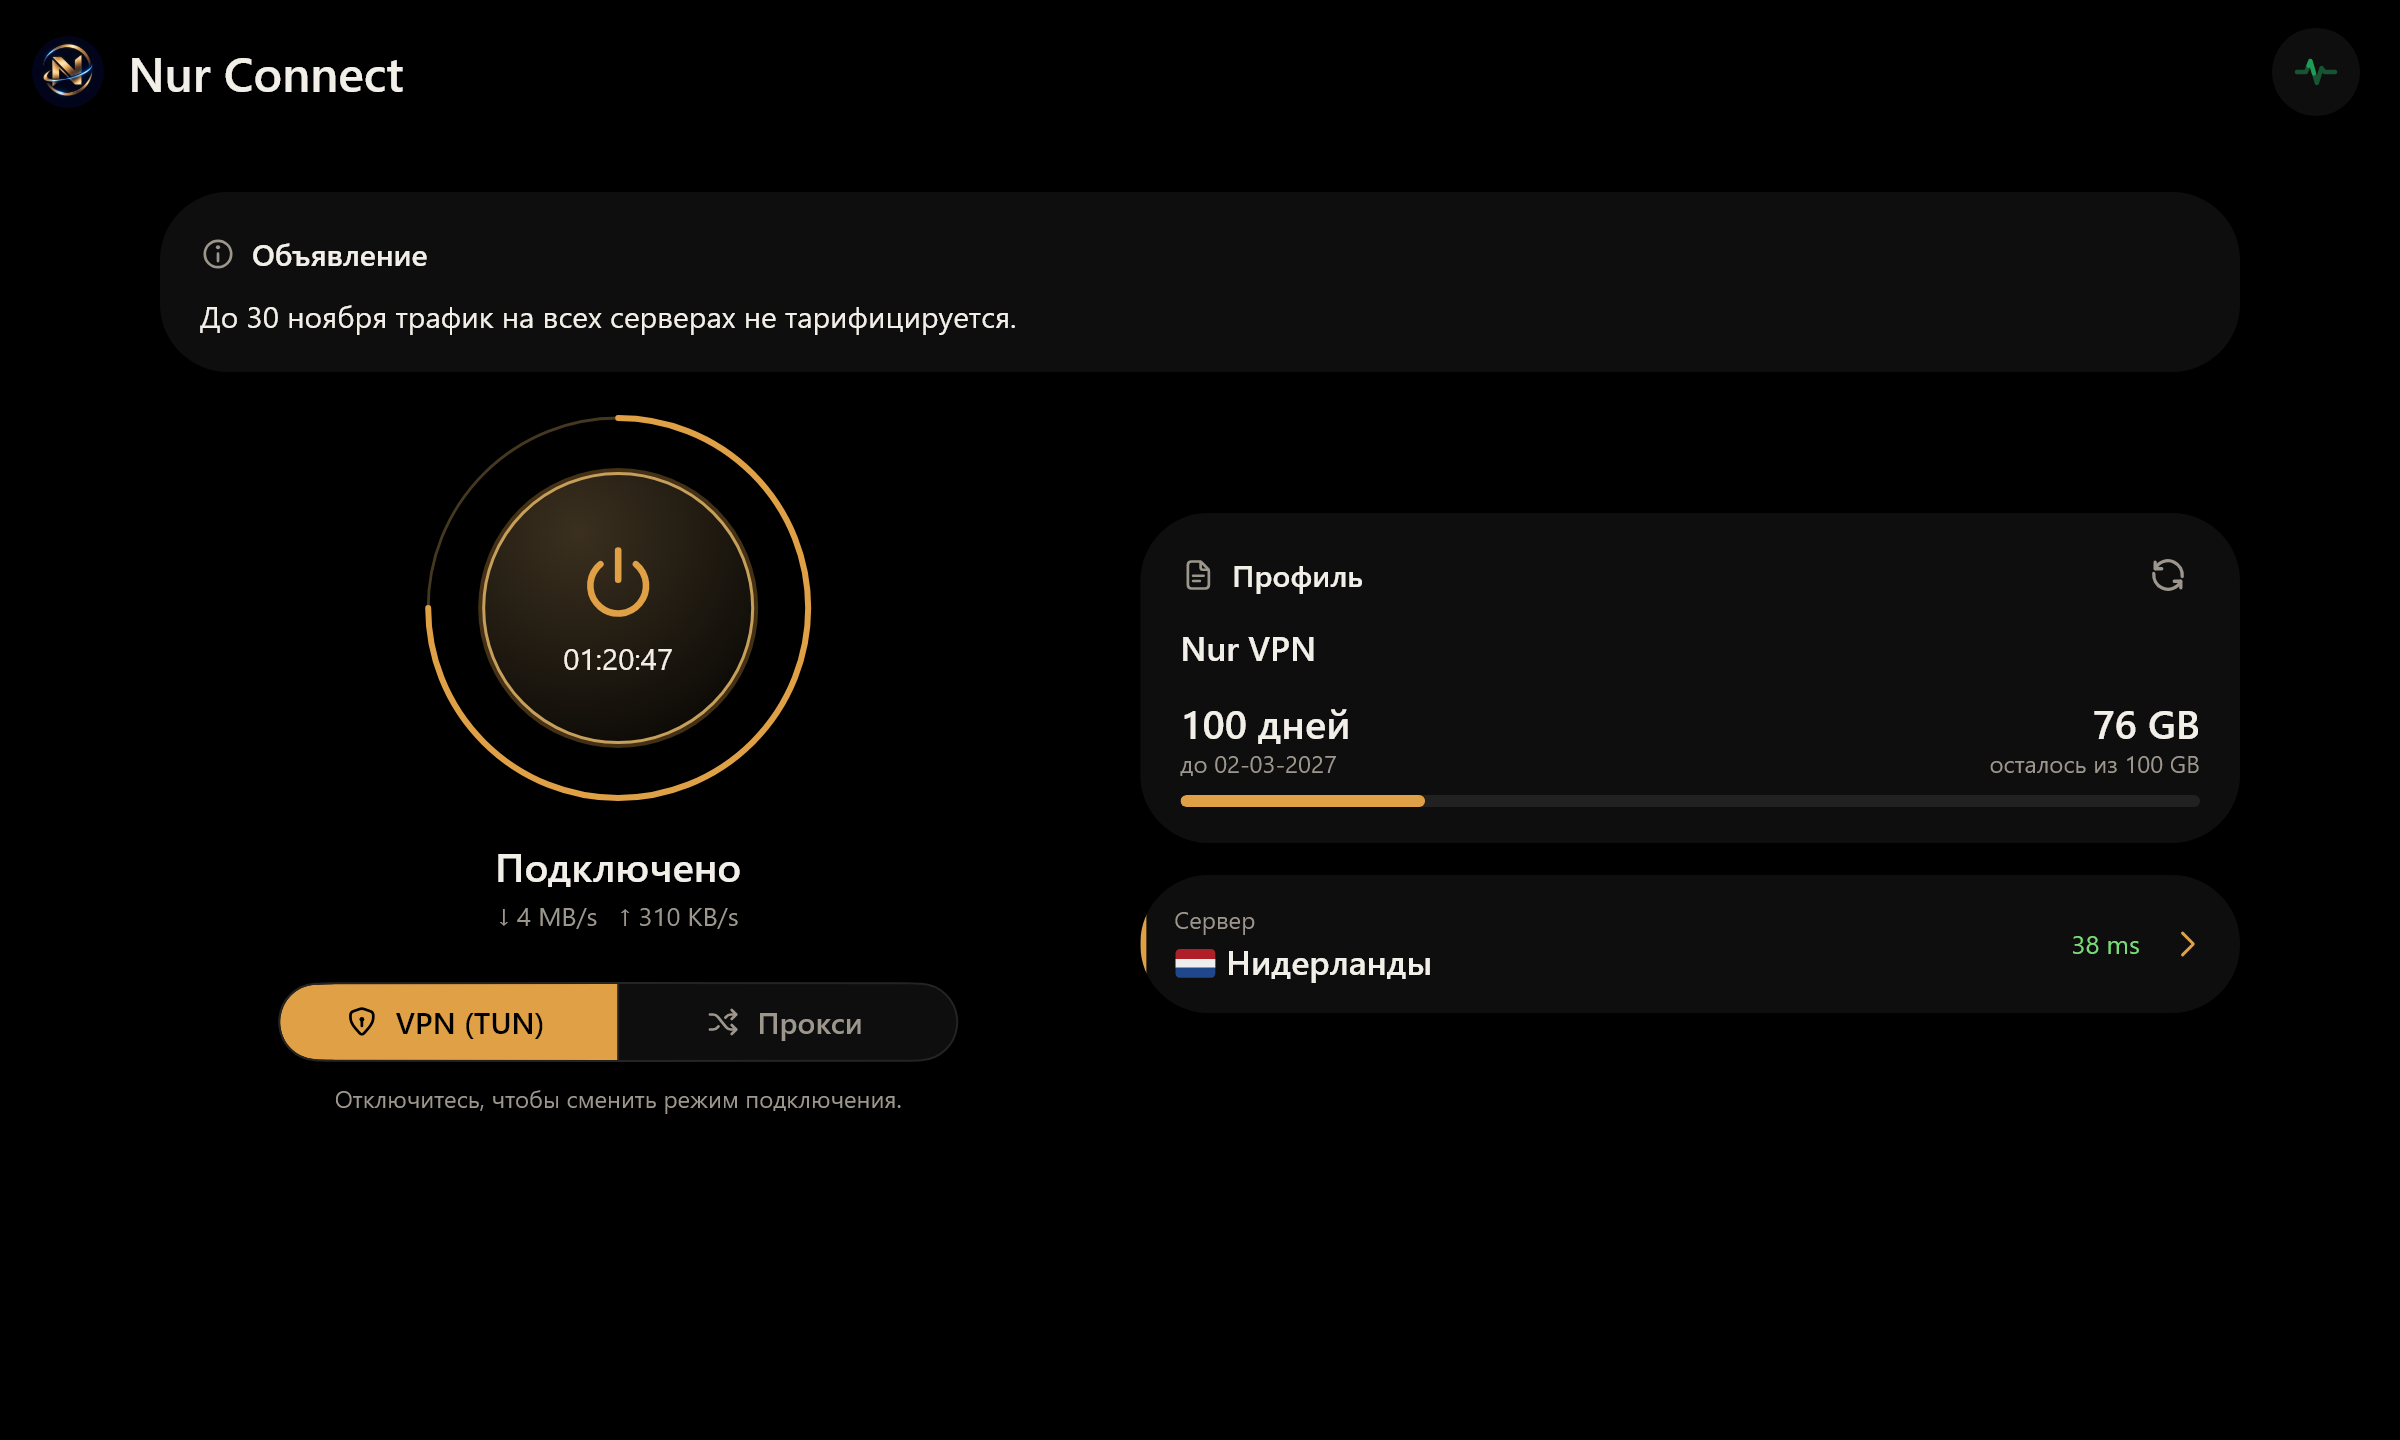 Nur Connect
Объявление
До 30 ноября трафик на всех серверах не тарифицируется.
01:20:47
Подключено
↓ 4 MB/s ↑ 310 KB/s
VPN (TUN)
Прокси
Отключитесь, чтобы сменить режим подключения.
Профиль
Nur VPN
100 дней
76 GB
до 02-03-2027
осталось из 100 GB
Сервер
Нидерланды
38 ms